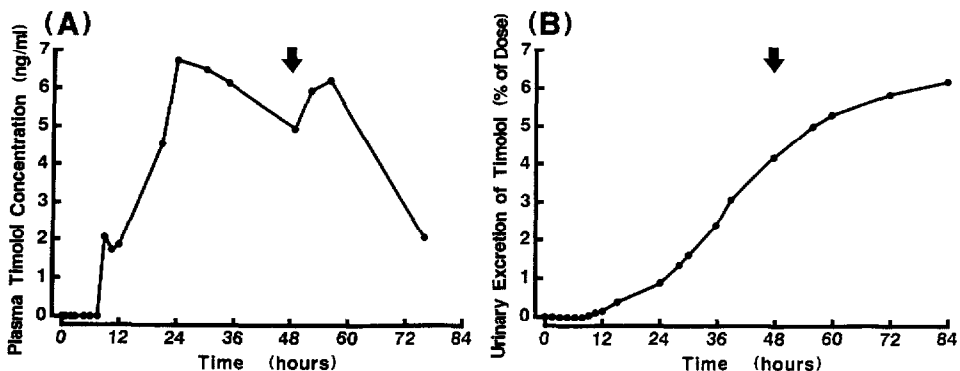 (A)
Plasma Timolol Concentration (ng/ml)
7
6
5
4
3
2
1
0
0 12 24 36 48 60 72 84
Time (hours)
(B)
Urinary Excretion of Timolol (% of Dose)
7
6
5
4
3
2
1
0
0 12 24 36 48 60 72 84
Time (hours)